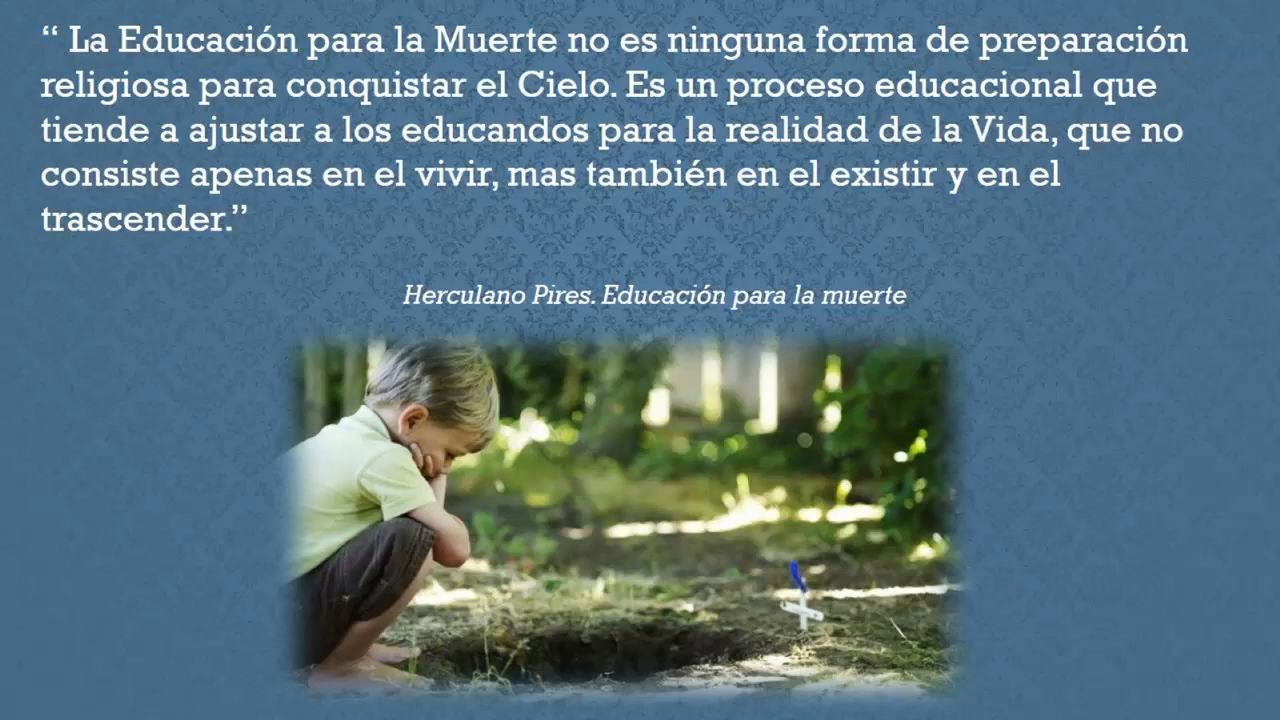 “ La Educación para la Muerte no es ninguna forma de preparación
religiosa para conquistar el Cielo. Es un proceso educacional que
tiende a ajustar a los educandos para la realidad de la Vida, que no
consiste apenas en el vivir, mas también en el existir y en el
trascender.”
Herculano Pires. Educación para la muerte